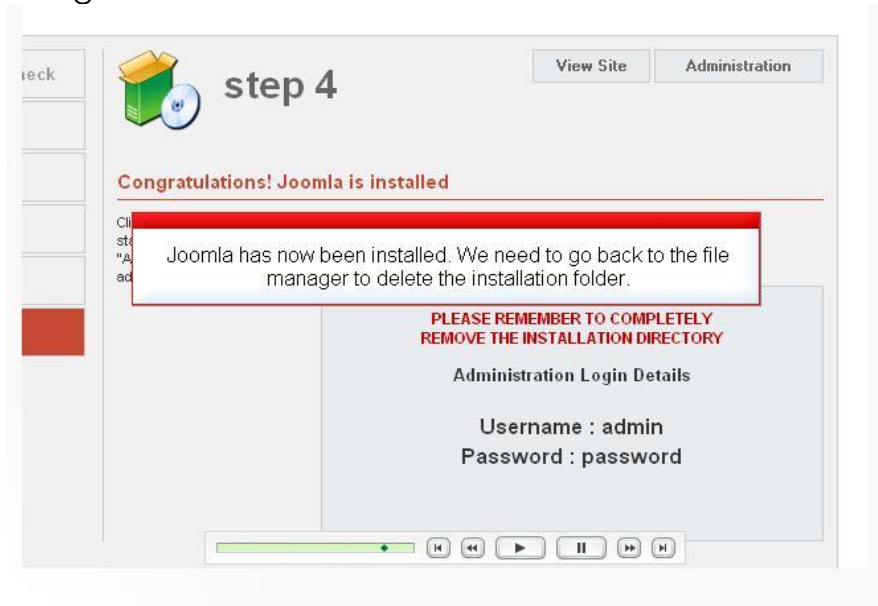 View Site
Administration
step 4
Congratulations! Joomla is installed
Joomla has now been installed. We need to go back to the file
manager to delete the installation folder.
PLEASE REMEMBER TO COMPLETELY
REMOVE THE INSTALLATION DIRECTORY
Administration Login Details
Username : admin
Password : password